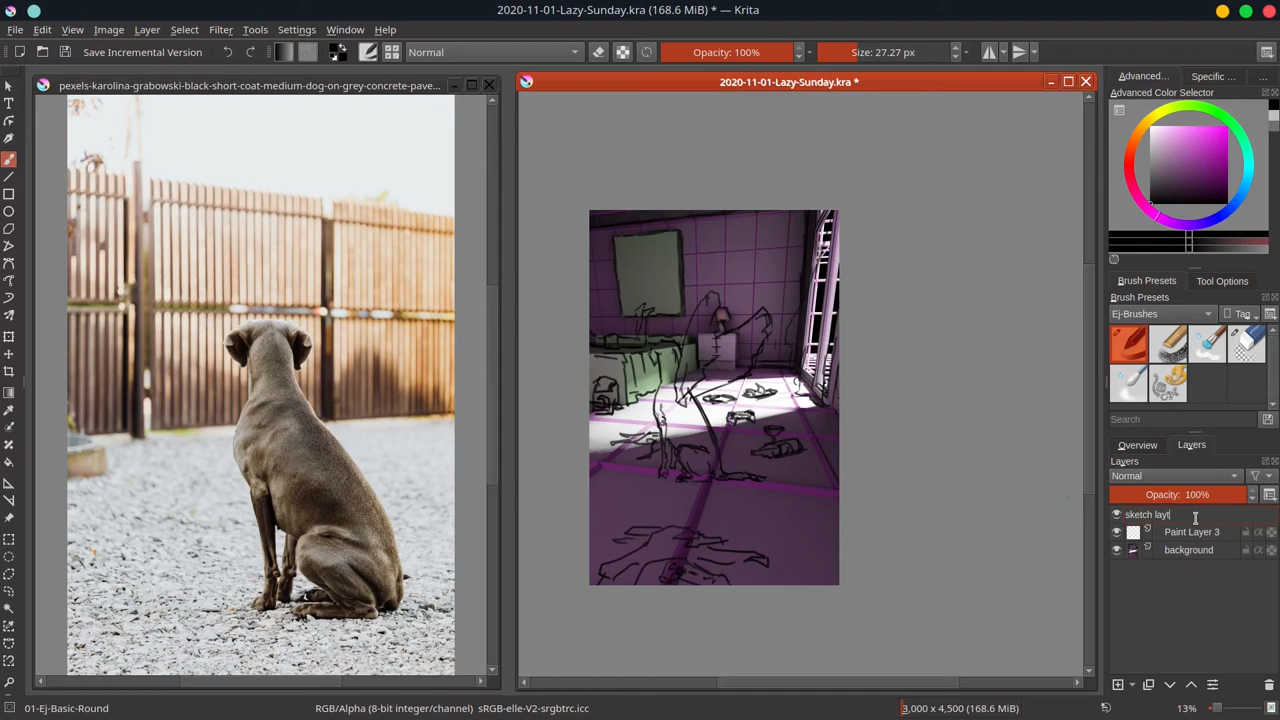 2020-11-01-Lazy-Sunday.kra (168.6 MiB) * — Krita
File Edit View Image Layer Select Filter Tools Settings Window Help
Save Incremental Version Normal Opacity: 100% Size: 27.27 px
pexels-karolina-grabowski-black-short-coat-medium-dog-on-grey-concrete-pave...
2020-11-01-Lazy-Sunday.kra *
Advanced... Specific ... ...
Advanced Color Selector
Brush Presets Tool Options
Brush Presets
Ej-Brushes Tag
Search
Overview Layers
Layers
Normal
Opacity: 100%
sketch layt
Paint Layer 3
background
01-Ej-Basic-Round RGB/Alpha (8-bit integer/channel) sRGB-elle-V2-srgbtrc.icc 3,000 x 4,500 (168.6 MiB) 13%